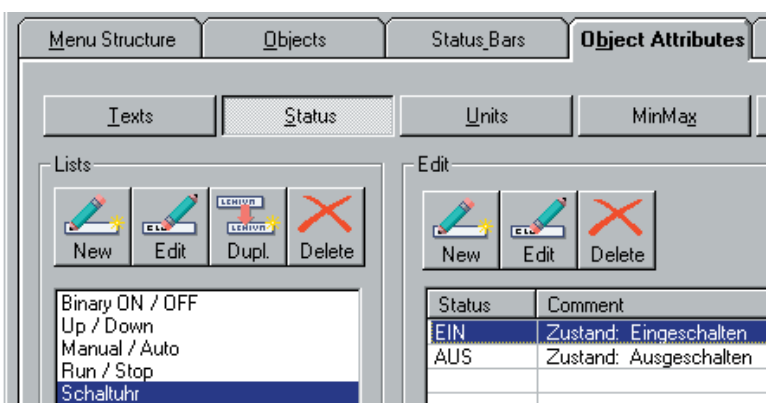 Menu Structure
Objects
Status Bars
Object Attributes
Texts
Status
Units
MinMax
Lists
New
Edit
Dupl.
Delete
Binary ON / OFF
Up / Down
Manual / Auto
Run / Stop
Schaltuhr
Edit
New
Edit
Delete
Status Comment
EIN Zustand: Eingeschalten
AUS Zustand: Ausgeschalten